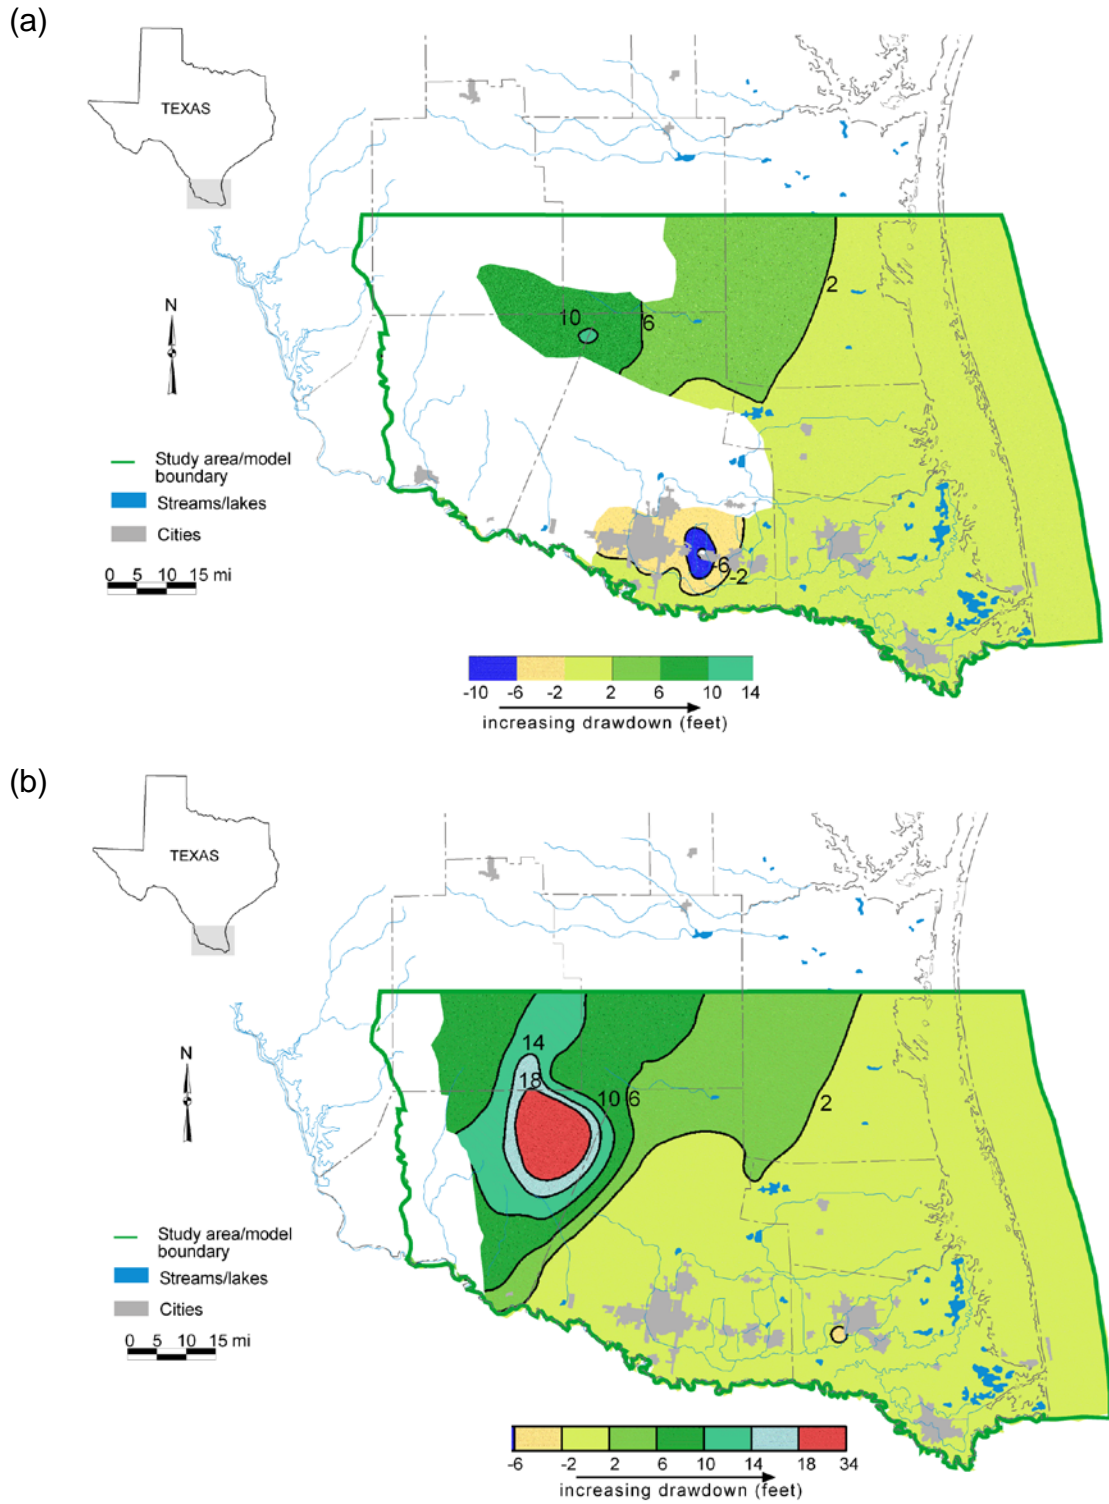 (a)
TEXAS
N
2
10
6
Study area/model
boundary
Streams/lakes
Cities
0 5 10 15 mi
-6
-2
-10 -6 -2 2 6 10 14
increasing drawdown (feet)
(b)
TEXAS
N
14
18
10 6
2
Study area/model
boundary
Streams/lakes
Cities
0 5 10 15 mi
-6 -2 2 6 10 14 18 34
increasing drawdown (feet)